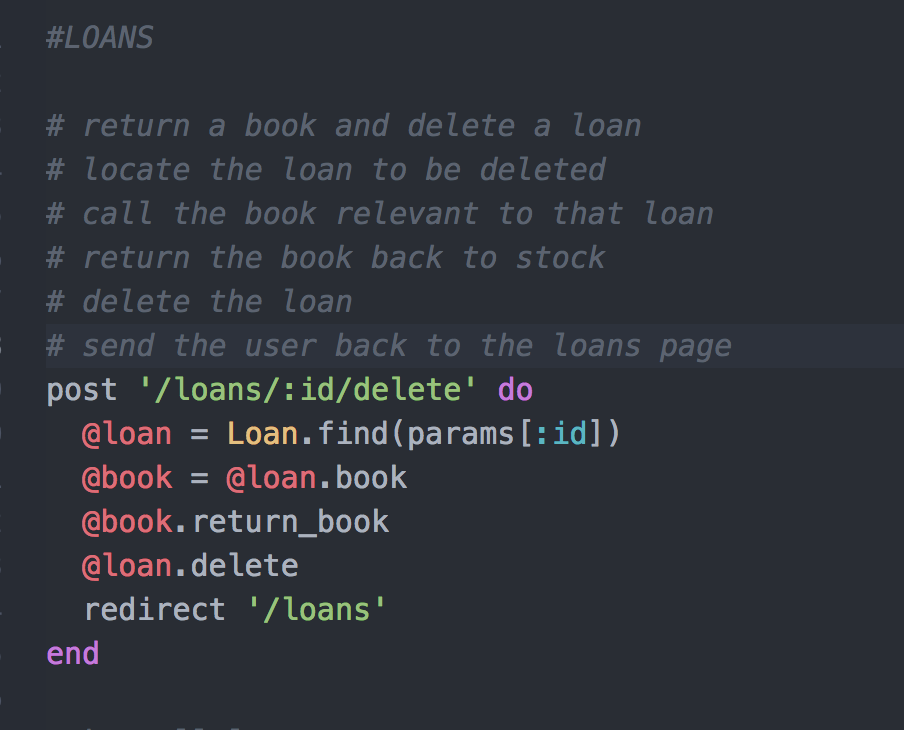 #LOANS
# return a book and delete a loan
# locate the loan to be deleted
# call the book relevant to that loan
# return the book back to stock
# delete the loan
# send the user back to the loans page
post '/loans/:id/delete' do
  @loan = Loan.find(params[:id])
  @book = @loan.book
  @book.return_book
  @loan.delete
  redirect '/loans'
end